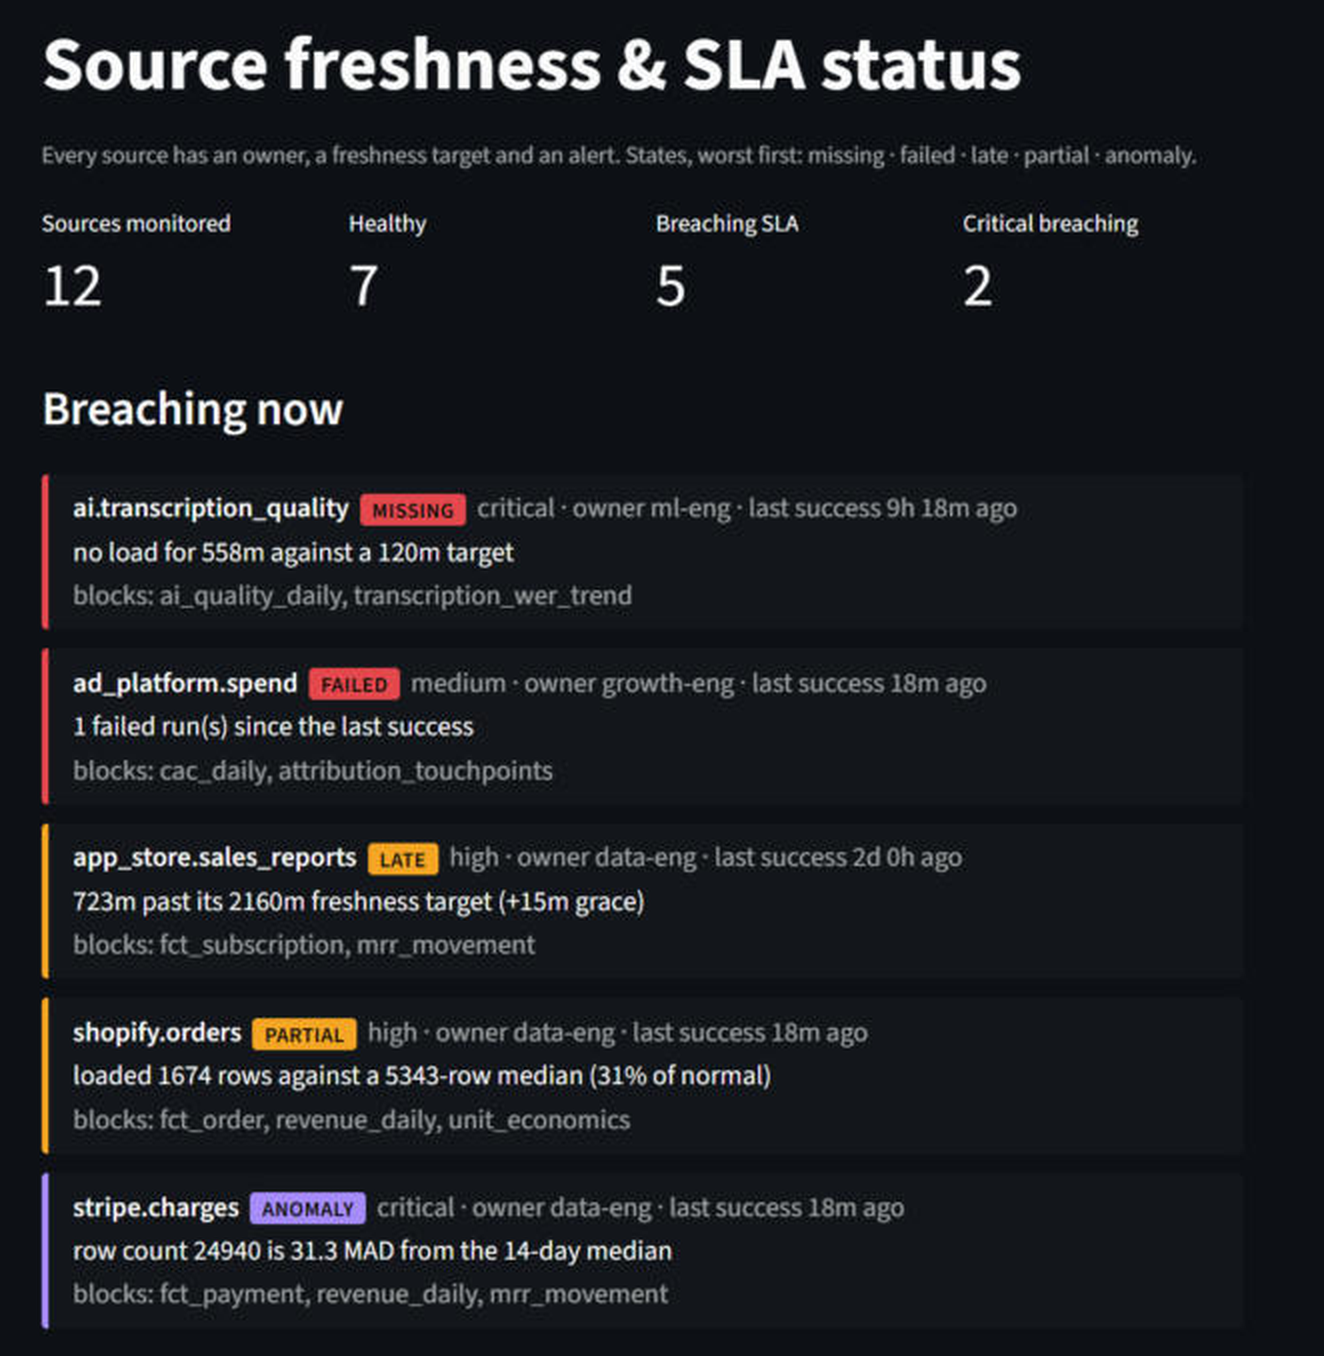 Source freshness & SLA status
Every source has an owner, a freshness target and an alert. States, worst first: missing · failed · late · partial · anomaly.
Sources monitored Healthy Breaching SLA Critical breaching
12 7 5 2
Breaching now
ai.transcription_quality MISSING critical · owner ml-eng · last success 9h 18m ago
no load for 558m against a 120m target
blocks: ai_quality_daily, transcription_wer_trend
ad_platform.spend FAILED medium · owner growth-eng · last success 18m ago
1 failed run(s) since the last success
blocks: cac_daily, attribution_touchpoints
app_store.sales_reports LATE high · owner data-eng · last success 2d 0h ago
723m past its 2160m freshness target (+15m grace)
blocks: fct_subscription, mrr_movement
shopify.orders PARTIAL high · owner data-eng · last success 18m ago
loaded 1674 rows against a 5343-row median (31% of normal)
blocks: fct_order, revenue_daily, unit_economics
stripe.charges ANOMALY critical · owner data-eng · last success 18m ago
row count 24940 is 31.3 MAD from the 14-day median
blocks: fct_payment, revenue_daily, mrr_movement